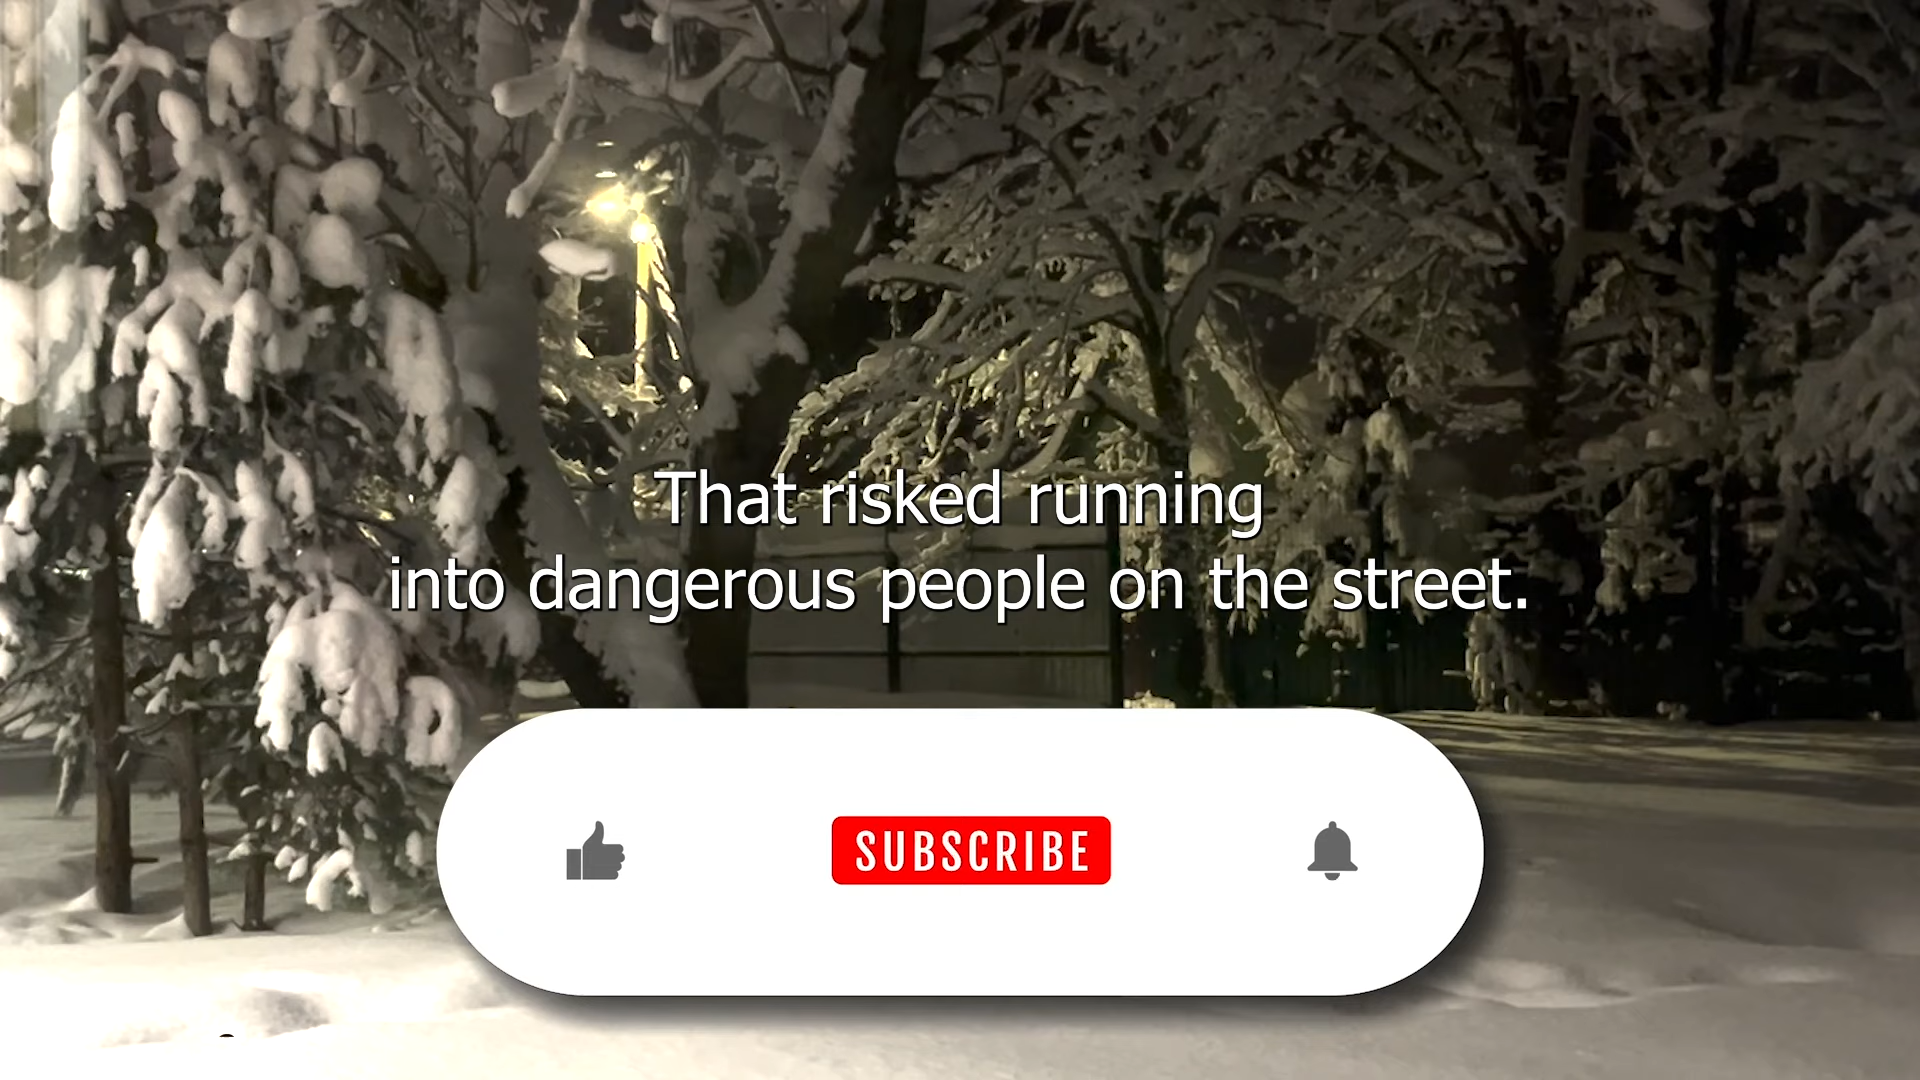 That risked running
into dangerous people on the street.
SUBSCRIBE